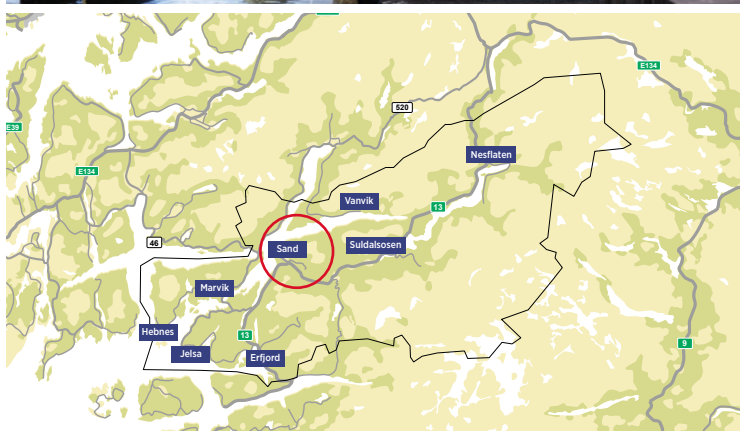 E134
520
E39
Nesflaten
E134
Vanvik
13
46
Sand
Suldalsosen
Marvik
Hebnes
13
Jelsa
Erfjord
9